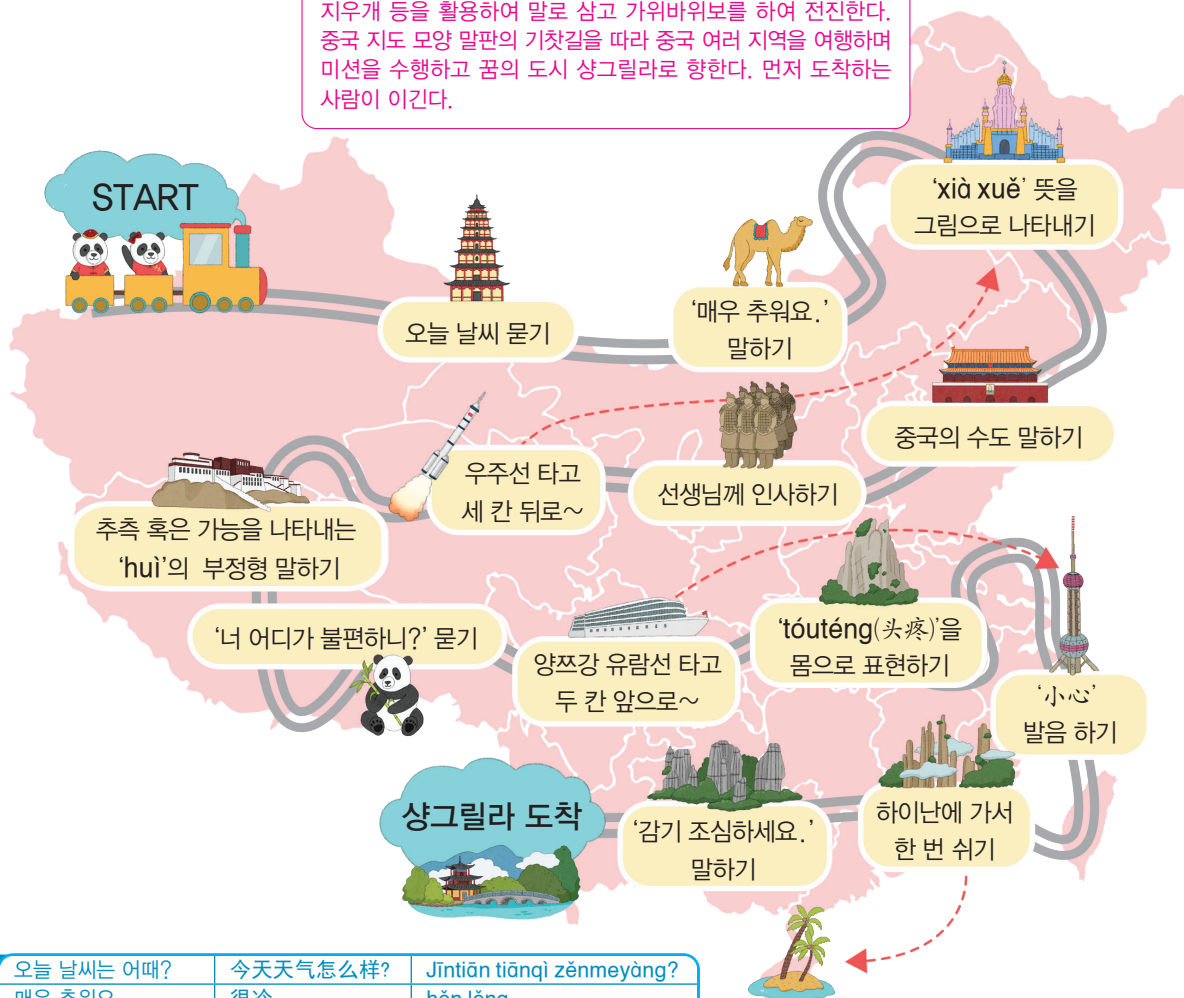 지우개 등을 활용하여 말로 삼고 가위바위보를 하여 전진한다.
중국 지도 모양 말판의 기찻길을 따라 중국 여러 지역을 여행하며
미션을 수행하고 꿈의 도시 샹그릴라로 향한다. 먼저 도착하는
사람이 이긴다.
START
오늘 날씨 묻기
‘매우 추워요.’
말하기
‘xià xuě’ 뜻을
그림으로 나타내기
중국의 수도 말하기
선생님께 인사하기
우주선 타고
세 칸 뒤로~
추측 혹은 가능을 나타내는
‘huì’의 부정형 말하기
‘너 어디가 불편하니?’ 묻기
양쯔강 유람선 타고
두 칸 앞으로~
‘tóuténg(头疼)’을
몸으로 표현하기
‘小心’
발음 하기
하이난에 가서
한 번 쉬기
‘감기 조심하세요.’
말하기
샹그릴라 도착
오늘 날씨는 어때? 今天天气怎么样? Jīntiān tiānqì zěnmeyàng?
매우 추워요 很冷 hěn lěng